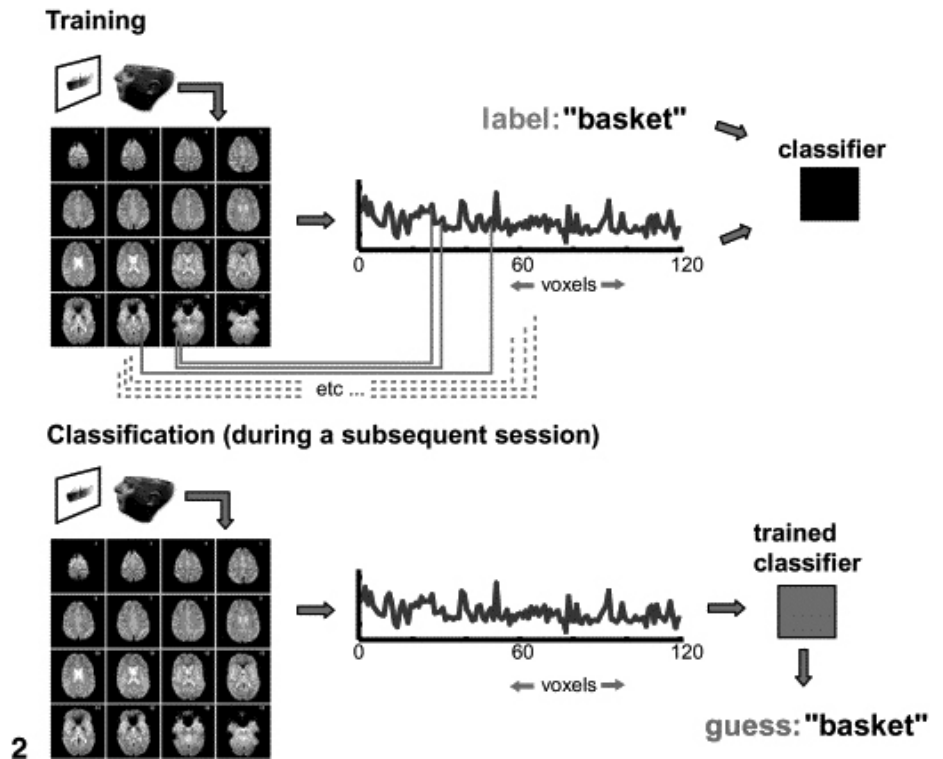 Training
label:"basket"
classifier
0
60
120
voxels
etc ...
Classification (during a subsequent session)
trained
classifier
0
60
120
voxels
guess:"basket"
2